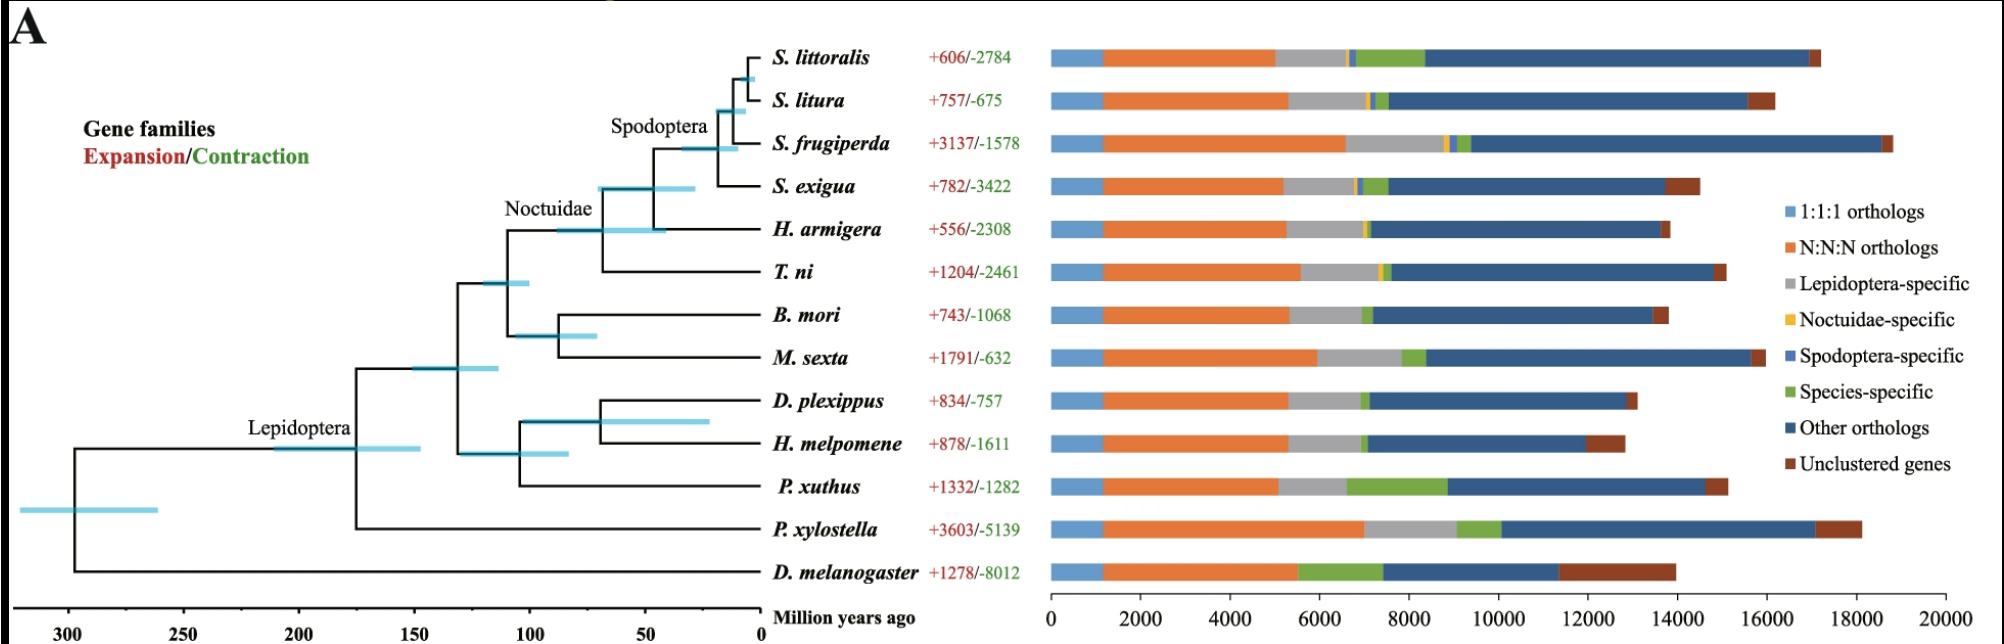 A
S. littoralis +606/-2784
S. litura +757/-675
Spodoptera
Gene families
S. frugiperda +3137/-1578
Expansion/Contraction
S. exigua +782/-3422
Noctuidae
1:1:1 orthologs
H. armigera +556/-2308
N:N:N orthologs
T. ni +1204/-2461
Lepidoptera-specific
B. mori +743/-1068
Noctuidae-specific
M. sexta +1791/-632
Spodoptera-specific
D. plexippus +834/-757
Species-specific
Lepidoptera
Other orthologs
H. melpomene +878/-1611
Unclustered genes
P. xuthus +1332/-1282
P. xylostella +3603/-5139
D. melanogaster +1278/-8012
Million years ago
0 2000 4000 6000 8000 10000 12000 14000 16000 18000 20000
300 250 200 150 100 50 0